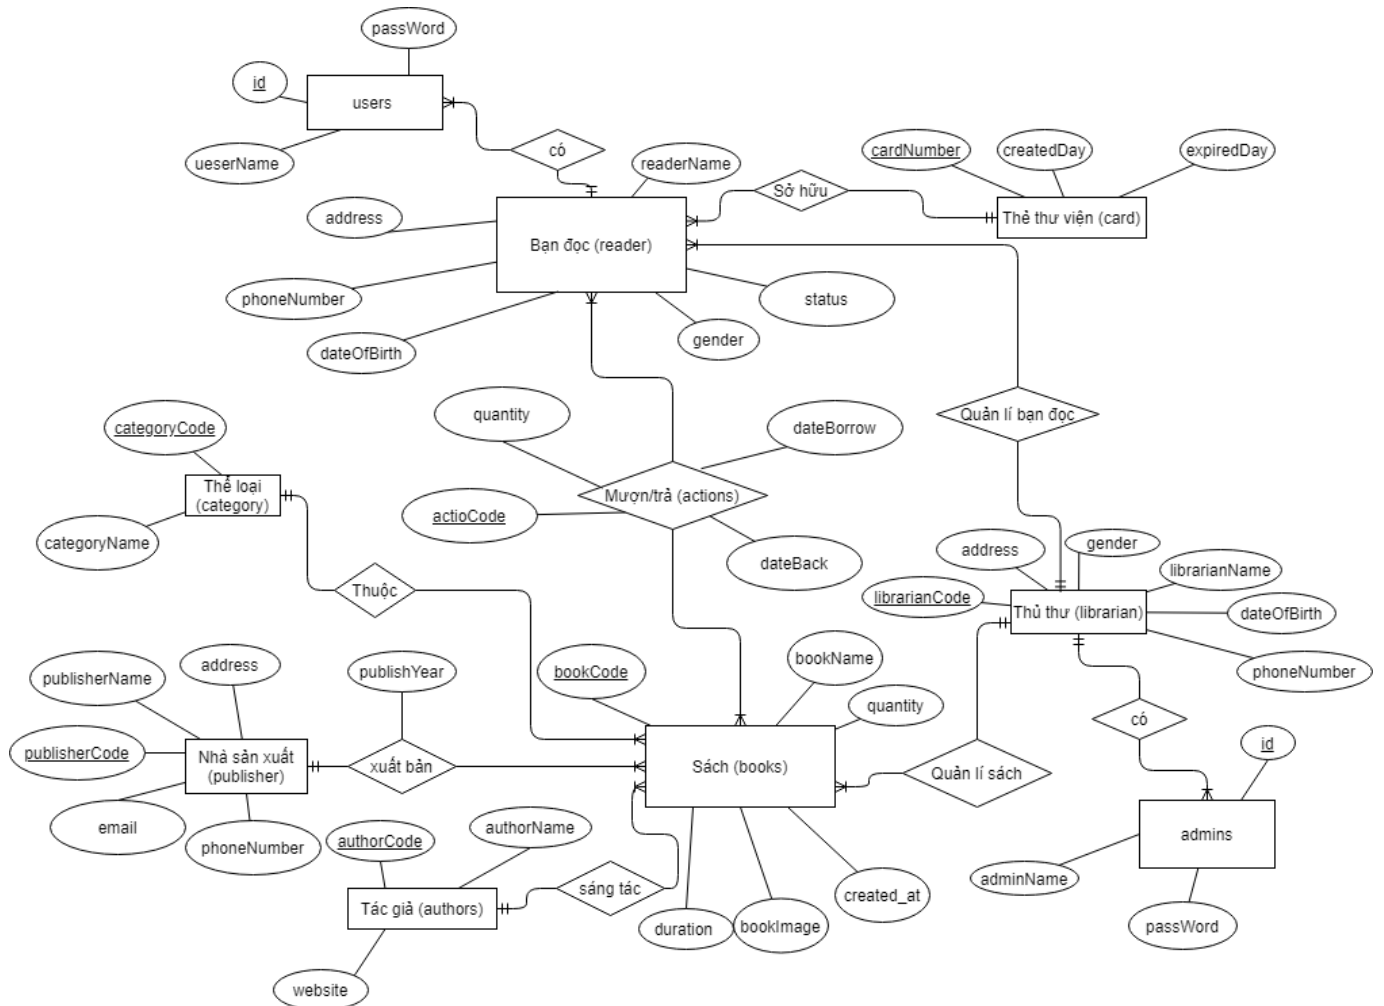 passWord
id
users
ueserName
có
readerName
cardNumber
createdDay
expiredDay
Sở hữu
Thẻ thư viện (card)
address
Bạn đọc (reader)
phoneNumber
status
dateOfBirth
gender
quantity
dateBorrow
Quản lí bạn đọc
categoryCode
Thể loại
(category)
categoryName
Mượn/trả (actions)
actioCode
dateBack
Thuộc
address
gender
librarianName
librarianCode
Thủ thư (librarian)
dateOfBirth
phoneNumber
address
publisherName
publishYear
bookCode
bookName
quantity
có
id
publisherCode
Nhà sản xuất
(publisher)
xuất bản
Sách (books)
Quản lí sách
email
phoneNumber
authorCode
authorName
admins
adminName
sáng tác
created_at
Tác giả (authors)
duration
bookImage
passWord
website